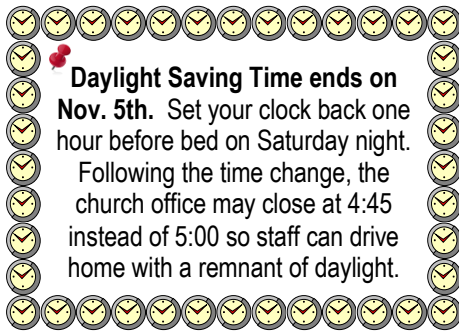 Daylight Saving Time ends on
Nov. 5th. Set your clock back one
hour before bed on Saturday night.
Following the time change, the
church office may close at 4:45
instead of 5:00 so staff can drive
home with a remnant of daylight.